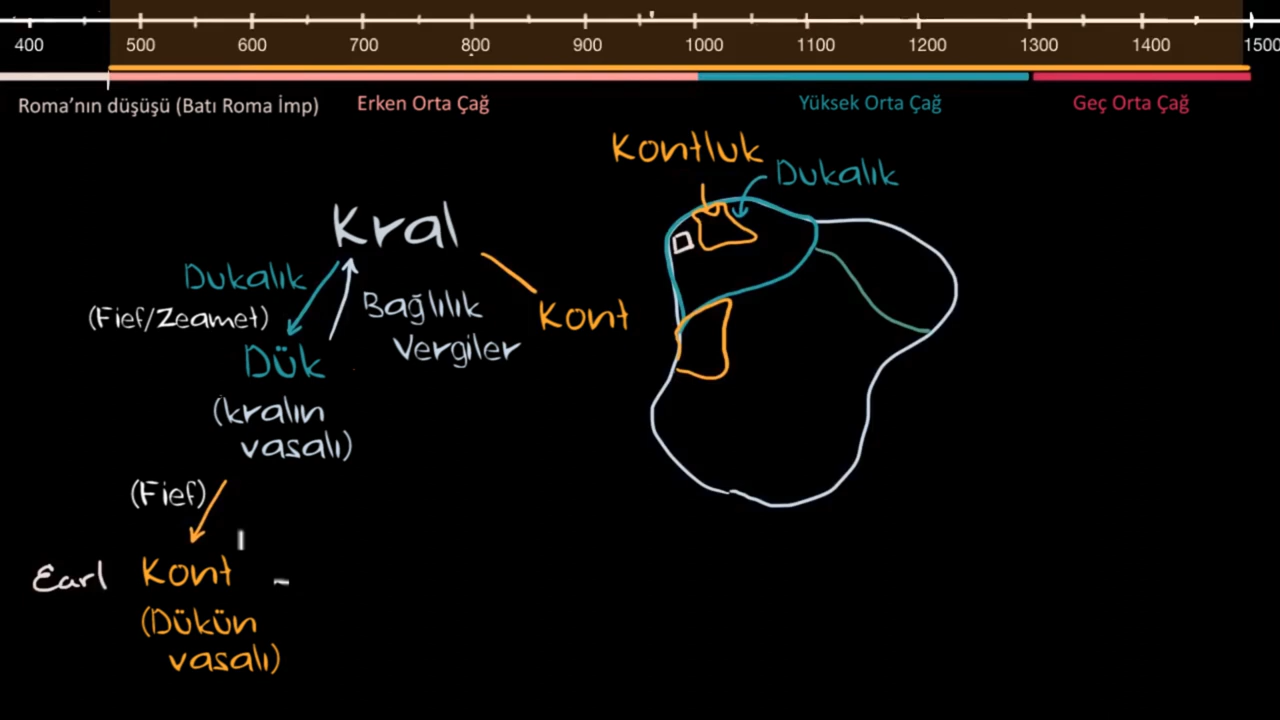 400 500 600 700 800 900 1000 1100 1200 1300 1400 1500
Roma’nın düşüşü (Batı Roma İmp) Erken Orta Çağ Yüksek Orta Çağ Geç Orta Çağ
Kontluk
Dukalık
Kral
Dukalık
(Fief/Zeamet)
Bağlılık
Vergiler
Kont
Dük
(kralın
vasalı)
(Fief)
Earl Kont
(Dükün
vasalı)